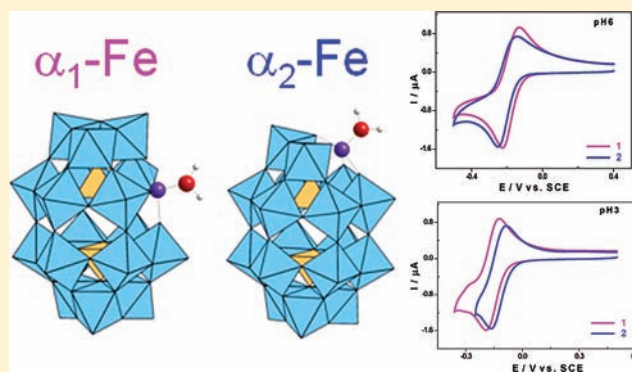 α₁-Fe
α₂-Fe
pH6
I / μA
0.8
0.0
-0.8
-1.6
-0.4
0.0
0.4
E / V vs. SCE
1
2
pH3
I / μA
0.8
0.0
-0.8
-1.6
-0.3
0.0
0.3
E / V vs. SCE
1
2